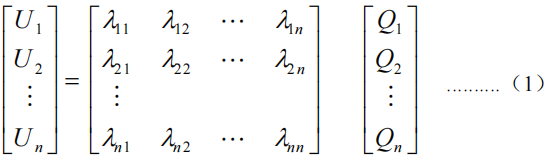 U1 λ11 λ12 ⋯ λ1n Q1
U2 = λ21 λ22 ⋯ λ2n Q2 .......... （1）
⋮ ⋮ ⋮
Un λn1 λn2 ⋯ λnn Qn